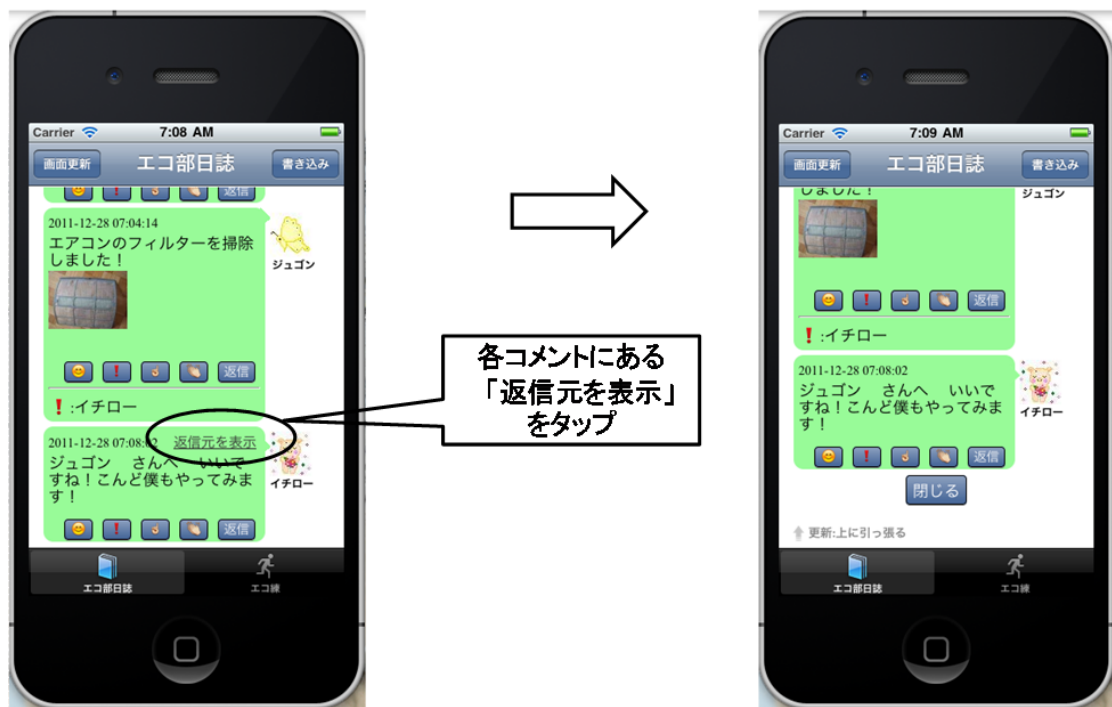 Carrier 7:08 AM
画面更新 エコ部日誌 書き込み
返信
2011-12-28 07:04:14
エアコンのフィルターを掃除
しました！
ジュゴン
返信
:イチロー
2011-12-28 07:08:02 返信元を表示
ジュゴン さんへ いいで
すね！こんど僕もやってみま
す！
イチロー
返信
エコ部日誌 エコ練
各コメントにある
「返信元を表示」
をタップ
Carrier 7:09 AM
画面更新 エコ部日誌 書き込み
しました！
ジュゴン
返信
:イチロー
2011-12-28 07:08:02
ジュゴン さんへ いいで
すね！こんど僕もやってみま
す！
イチロー
返信
閉じる
更新:上に引っ張る
エコ部日誌 エコ練